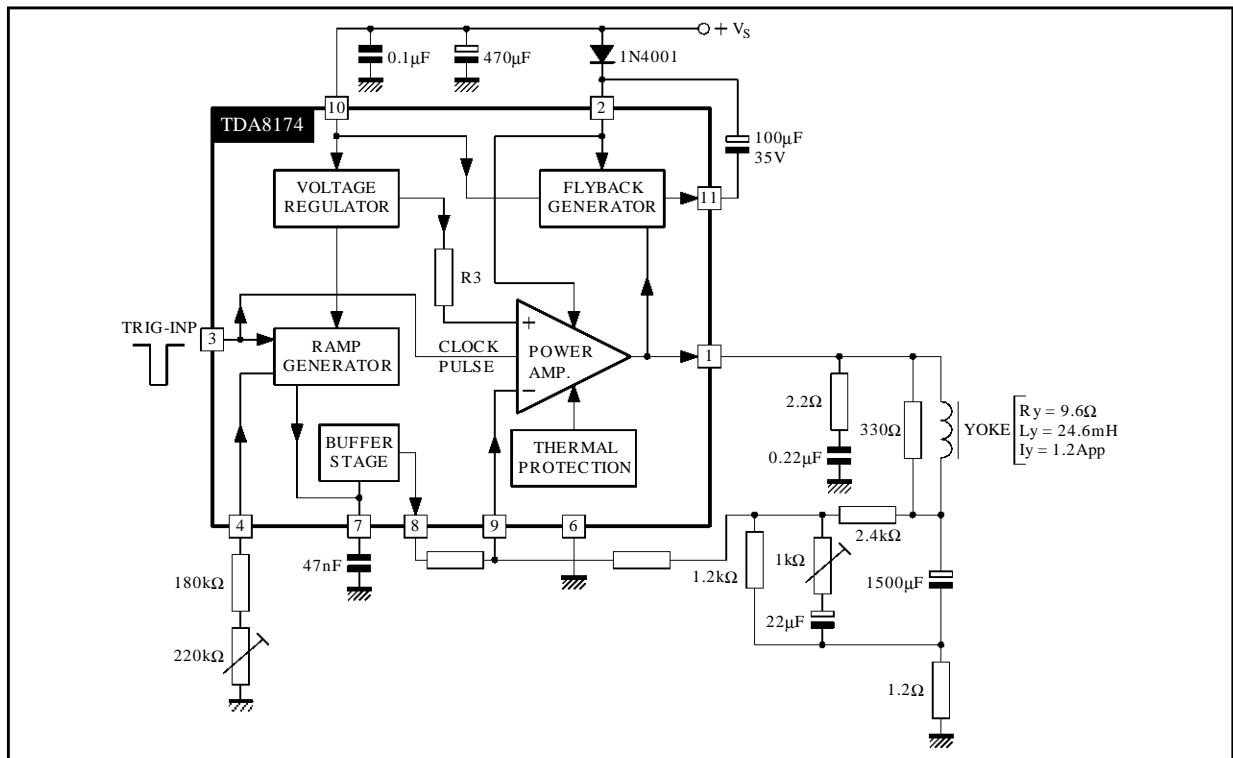 + VS
0.1µF
470µF
1N4001
10
2
TDA8174
100µF
35V
VOLTAGE
REGULATOR
FLYBACK
GENERATOR
11
R3
TRIG-INP
3
RAMP
GENERATOR
CLOCK
PULSE
+
POWER
AMP.
−
1
BUFFER
STAGE
THERMAL
PROTECTION
2.2Ω
0.22µF
330Ω
YOKE
Ry = 9.6Ω
Ly = 24.6mH
Iy = 1.2App
4
7
8
9
6
2.4kΩ
47nF
180kΩ
220kΩ
1.2kΩ
1kΩ
22µF
1500µF
1.2Ω